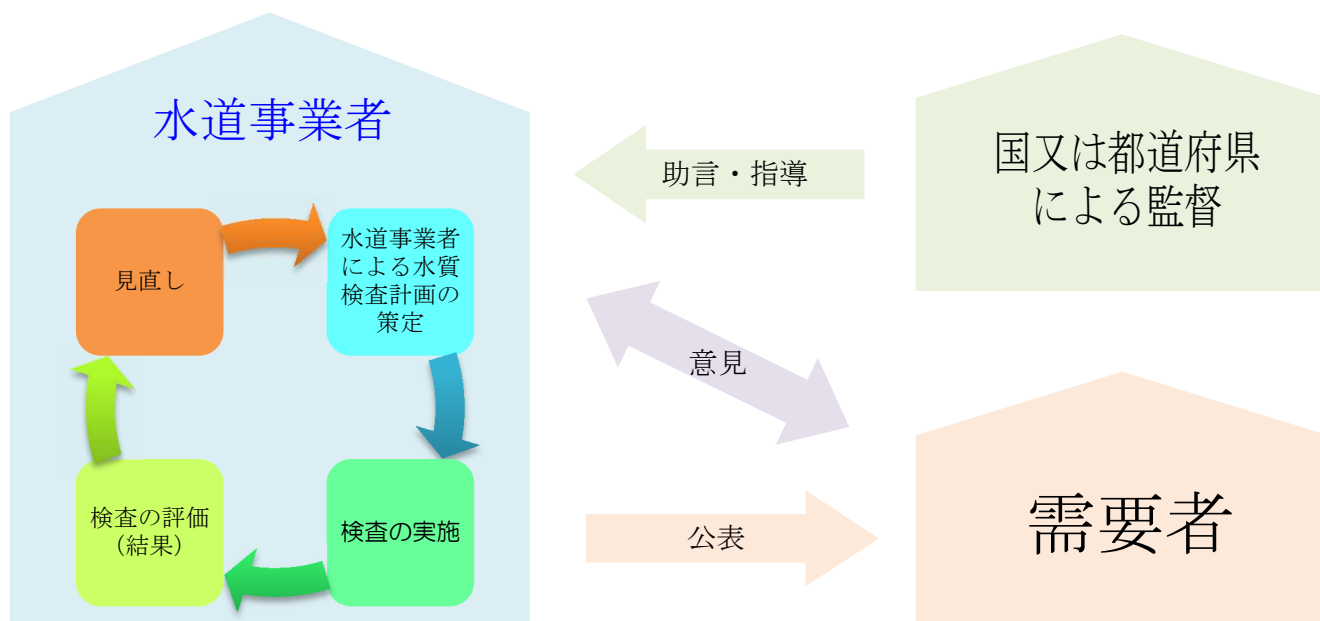 水道事業者
見直し
水道事業者
による水質
検査計画の
策定
検査の評価
(結果)
検査の実施
助言・指導
意見
公表
国又は都道府県
による監督
需要者